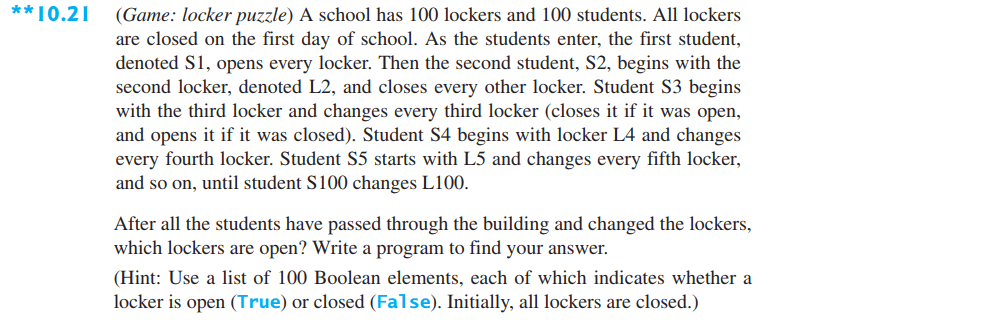 **10.21 (Game: locker puzzle) A school has 100 lockers and 100 students. All lockers
are closed on the first day of school. As the students enter, the first student,
denoted S1, opens every locker. Then the second student, S2, begins with the
second locker, denoted L2, and closes every other locker. Student S3 begins
with the third locker and changes every third locker (closes it if it was open,
and opens it if it was closed). Student S4 begins with locker L4 and changes
every fourth locker. Student S5 starts with L5 and changes every fifth locker,
and so on, until student S100 changes L100.
After all the students have passed through the building and changed the lockers,
which lockers are open? Write a program to find your answer.
(Hint: Use a list of 100 Boolean elements, each of which indicates whether a
locker is open (True) or closed (False). Initially, all lockers are closed.)